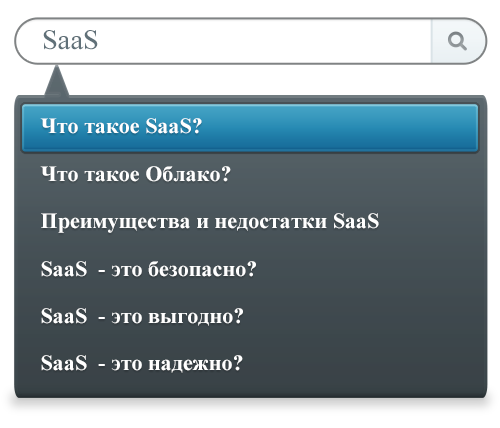 SaaS
Что такое SaaS?
Что такое Облако?
Преимущества и недостатки SaaS
SaaS  - это безопасно?
SaaS  - это выгодно?
SaaS  - это надежно?